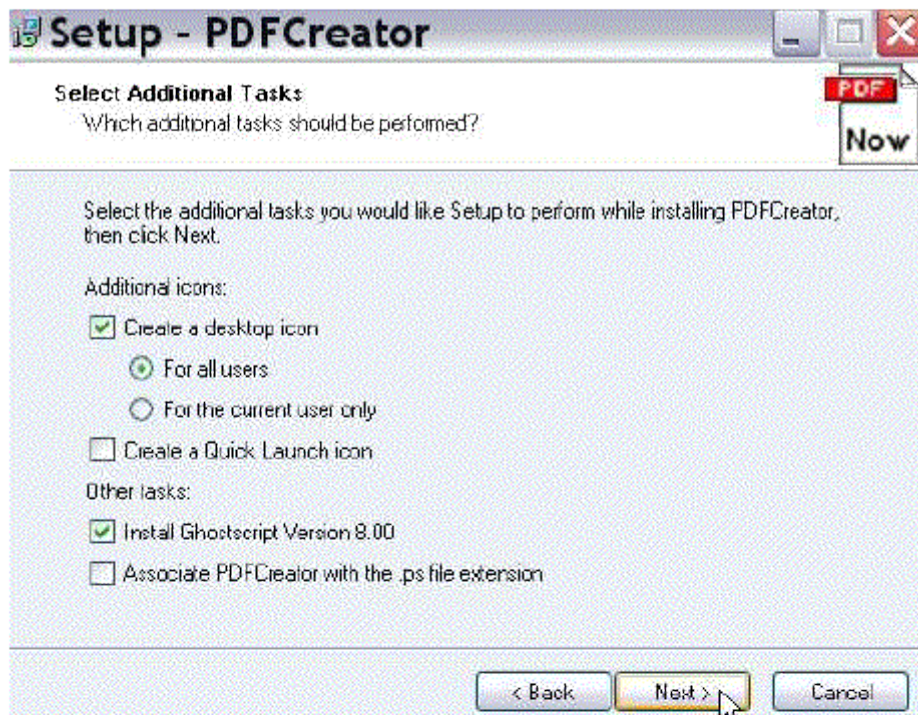 Setup - PDFCreator
Select Additional Tasks
Which additional tasks should be performed?
PDF
Now
Select the additional tasks you would like Setup to perform while installing PDFCreator,
then click Next.
Additional icons:
Create a desktop icon
For all users
For the current user only
Create a Quick Launch icon
Other tasks:
Install Ghostscript Version 8.00
Associate PDFCreator with the .ps file extension
< Back
Next >
Cancel